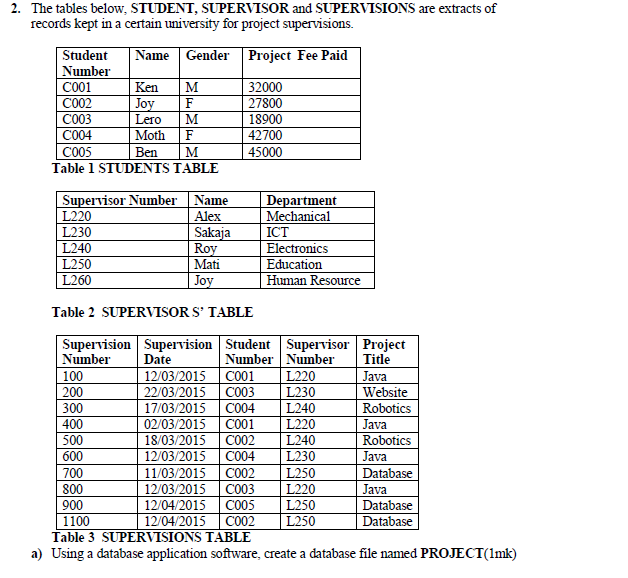 2. The tables below, STUDENT, SUPERVISOR and SUPERVISIONS are extracts of
records kept in a certain university for project supervisions.
Student Number Name Gender Project Fee Paid
C001 Ken M 32000
C002 Joy F 27800
C003 Lero M 18900
C004 Moth F 42700
C005 Ben M 45000
Table 1 STUDENTS TABLE
Supervisor Number Name Department
L220 Alex Mechanical
L230 Sakaja ICT
L240 Roy Electronics
L250 Mati Education
L260 Joy Human Resource
Table 2 SUPERVISOR S' TABLE
Supervision Number Supervision Date Student Number Supervisor Number Project Title
100 12/03/2015 C001 L220 Java
200 22/03/2015 C003 L230 Website
300 17/03/2015 C004 L240 Robotics
400 02/03/2015 C001 L220 Java
500 18/03/2015 C002 L240 Robotics
600 12/03/2015 C004 L230 Java
700 11/03/2015 C002 L250 Database
800 12/03/2015 C003 L220 Java
900 12/04/2015 C005 L250 Database
1100 12/04/2015 C002 L250 Database
Table 3 SUPERVISIONS TABLE
a) Using a database application software, create a database file named PROJECT(1mk)